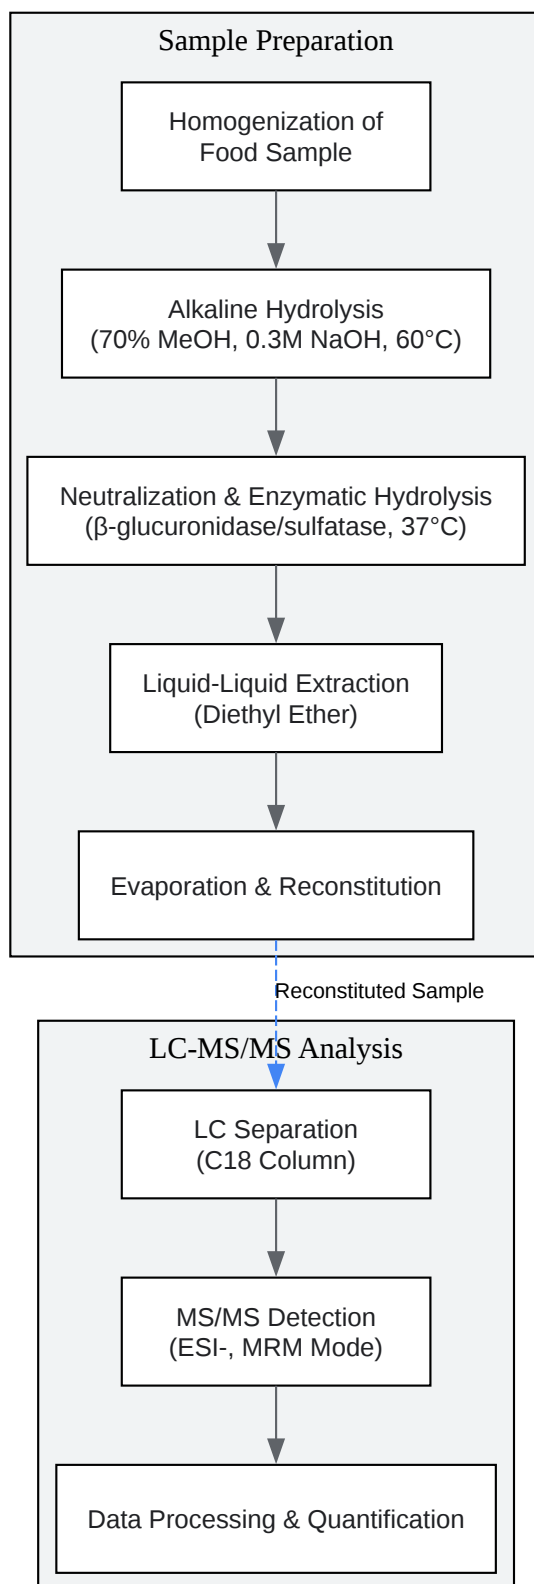 Sample Preparation
Homogenization of
Food Sample
Alkaline Hydrolysis
(70% MeOH, 0.3M NaOH, 60°C)
Neutralization & Enzymatic Hydrolysis
(β-glucuronidase/sulfatase, 37°C)
Liquid-Liquid Extraction
(Diethyl Ether)
Evaporation & Reconstitution
Reconstituted Sample
LC-MS/MS Analysis
LC Separation
(C18 Column)
MS/MS Detection
(ESI-, MRM Mode)
Data Processing & Quantification